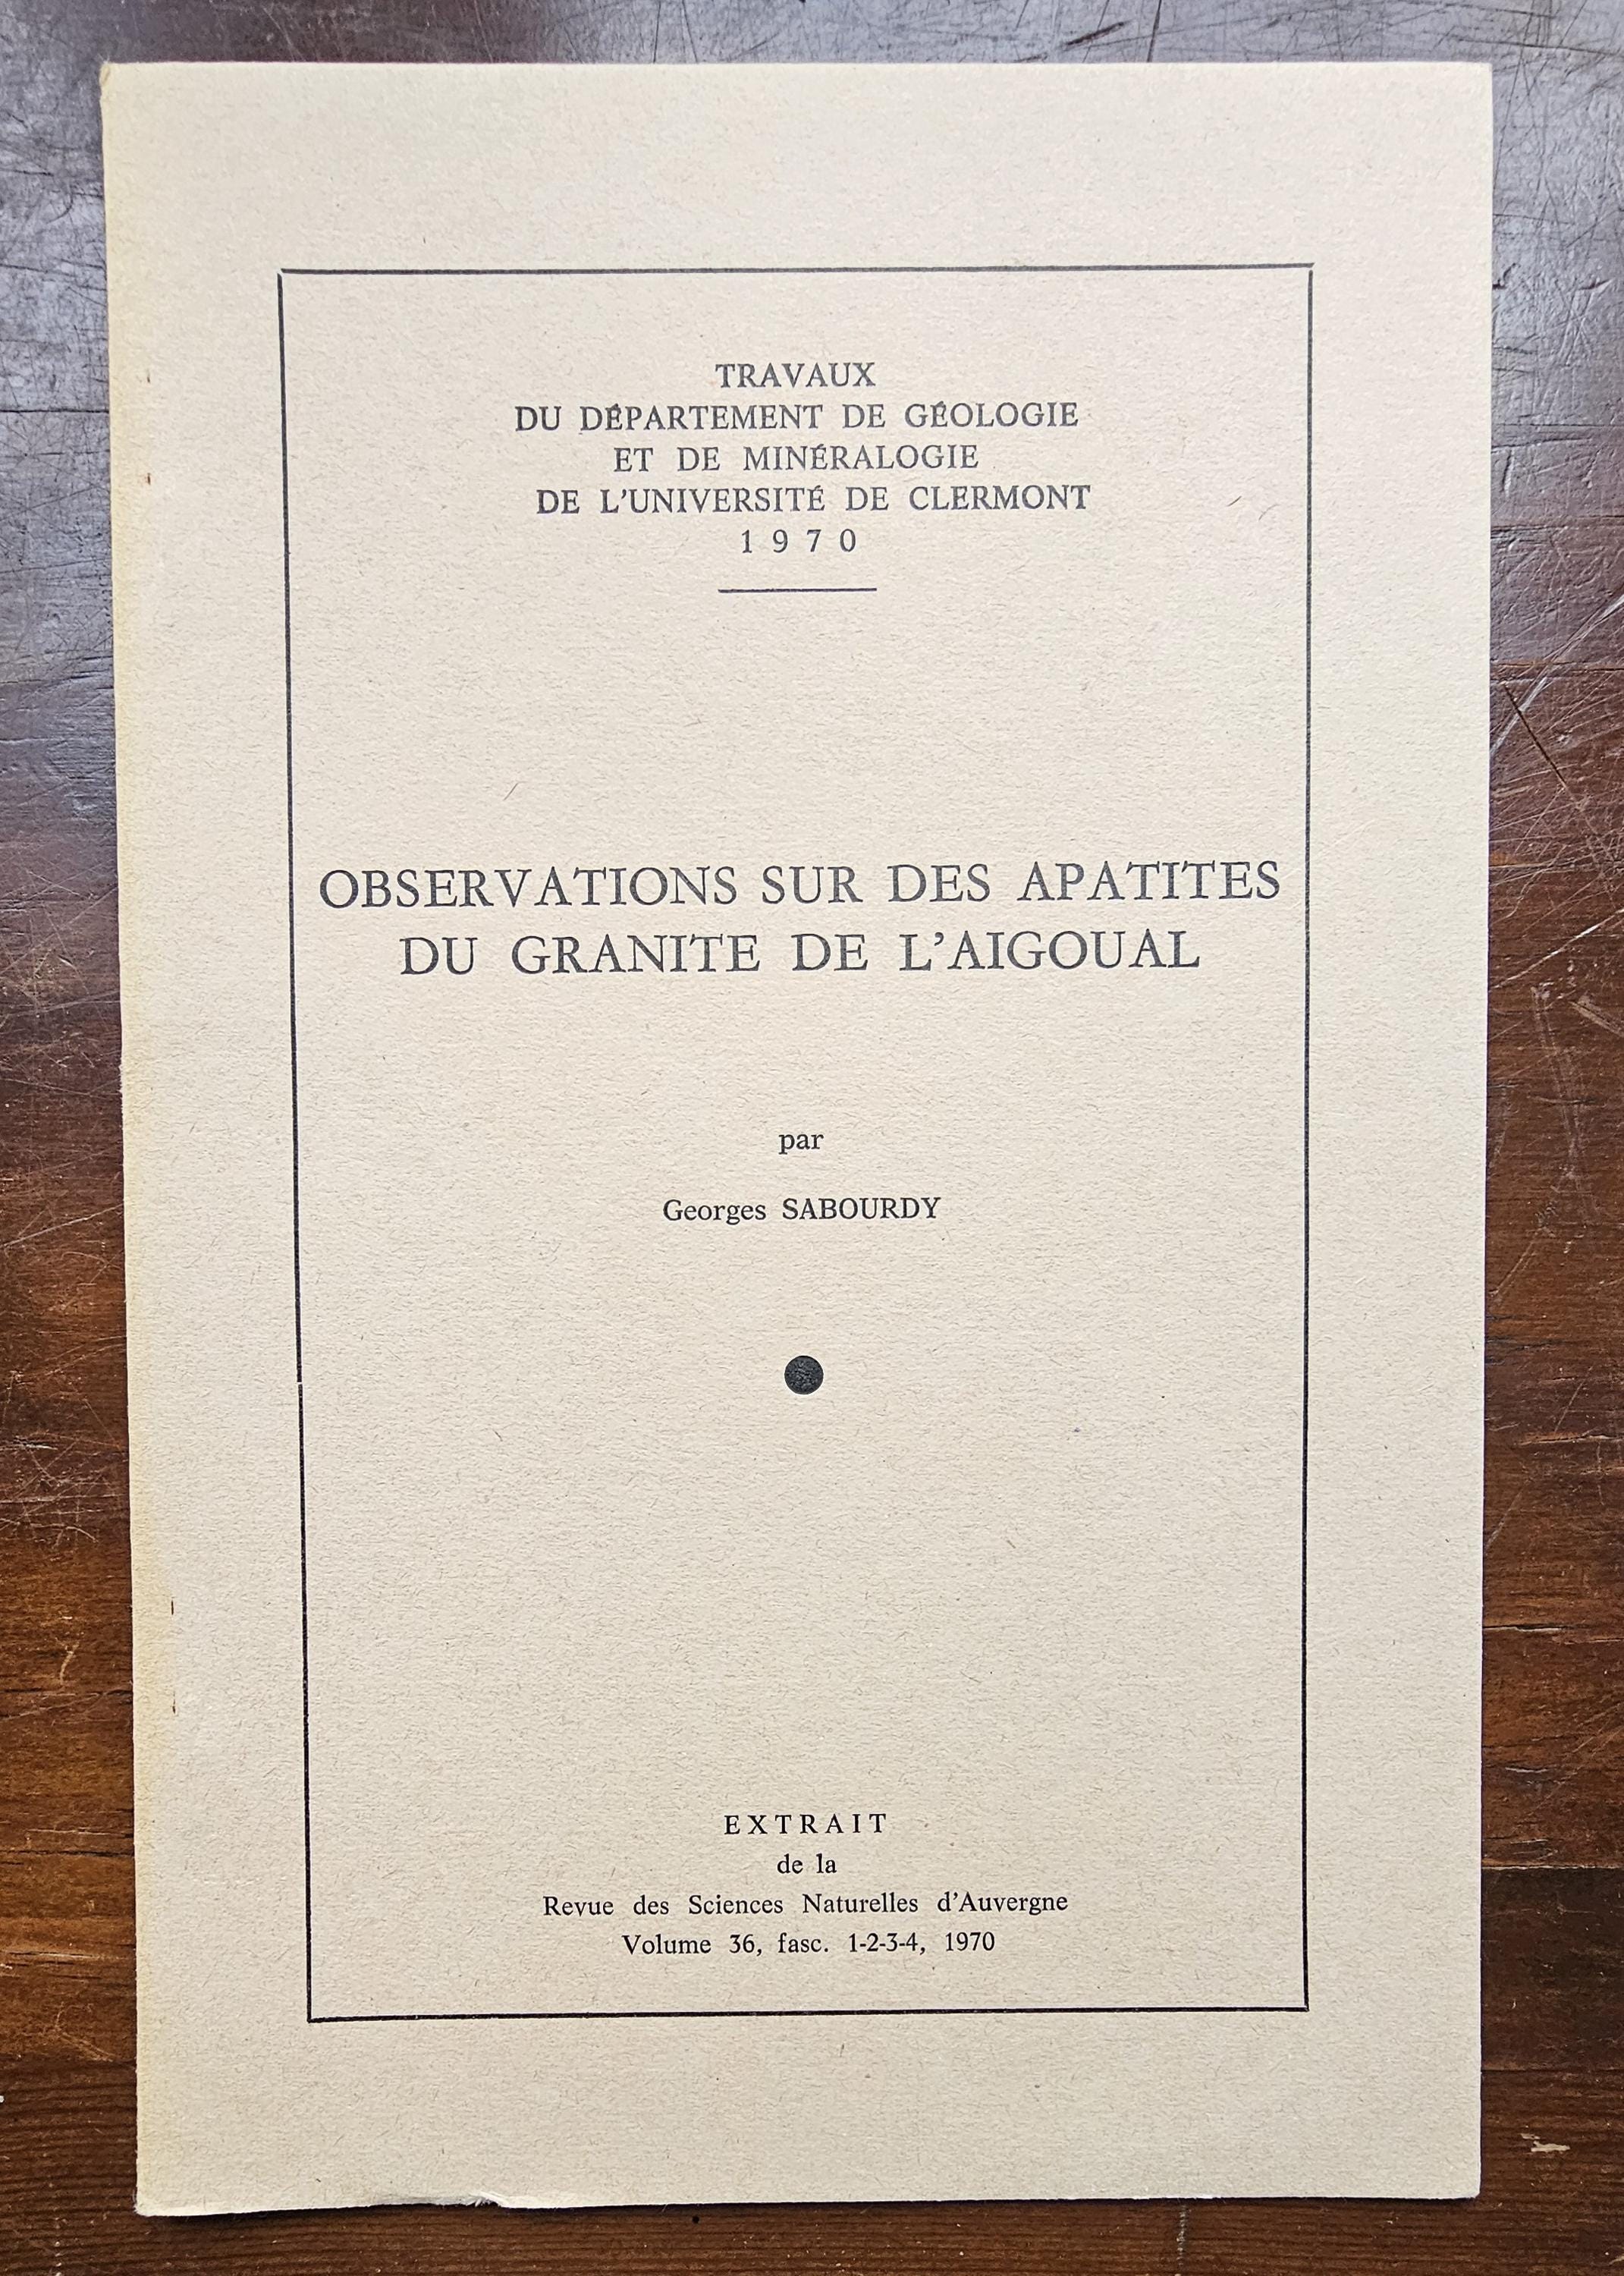 TRAVAUX
DU DÉPARTEMENT DE GÉOLOGIE
ET DE MINÉRALOGIE
DE L'UNIVERSITÉ DE CLERMONT
1970
OBSERVATIONS SUR DES APATITES
DU GRANITE DE L'AIGOUAL
par
Georges SABOURDY
EXTRAIT
de la
Revue des Sciences Naturelles d'Auvergne
Volume 36, fasc. 1-2-3-4, 1970